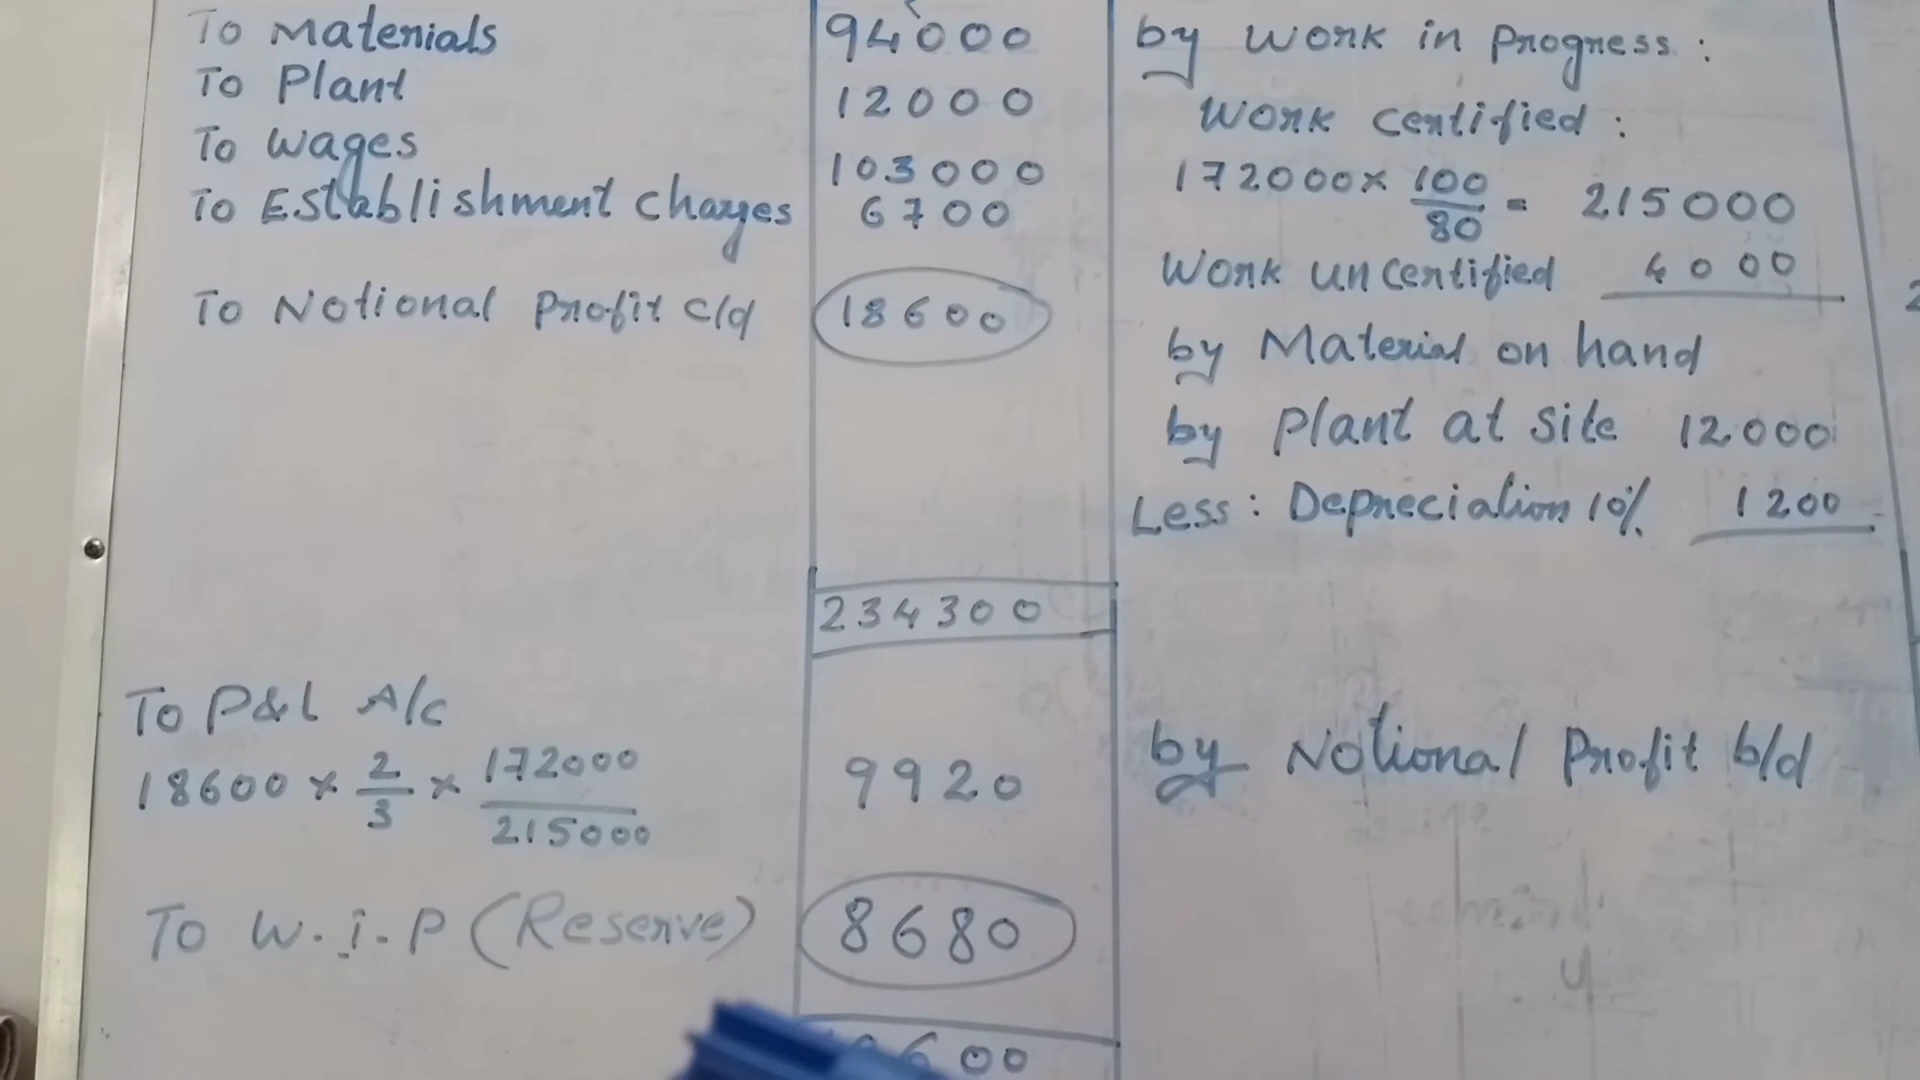 To Materials 94000
To Plant 12000
To Wages 103000
To Establishment charges 6700
To Notional Profit c/d 18600
234300
To P&L A/c
18600 × 2/3 × 172000/215000 9920
To W.i.P (Reserve) 8680
600
by Work in progress :
Work certified :
172000 × 100/80 = 215000
Work uncertified 4000
by Material on hand
by Plant at site 12000
Less : Depreciation 10% 1200
by Notional Profit b/d